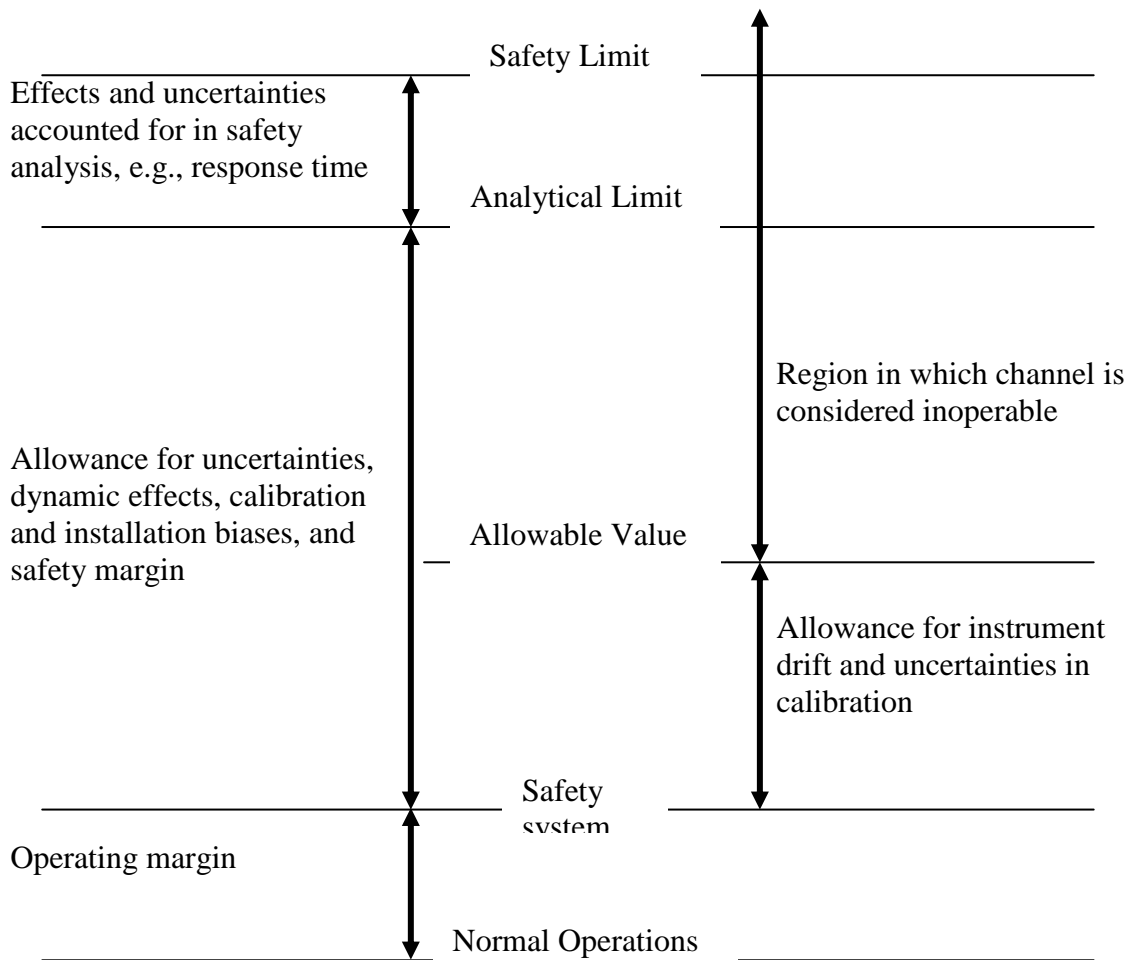 Safety Limit
Effects and uncertainties
accounted for in safety
analysis, e.g., response time
Analytical Limit
Region in which channel is
considered inoperable
Allowance for uncertainties,
dynamic effects, calibration
and installation biases, and
safety margin
Allowable Value
Allowance for instrument
drift and uncertainties in
calibration
Safety
system
Operating margin
Normal Operations